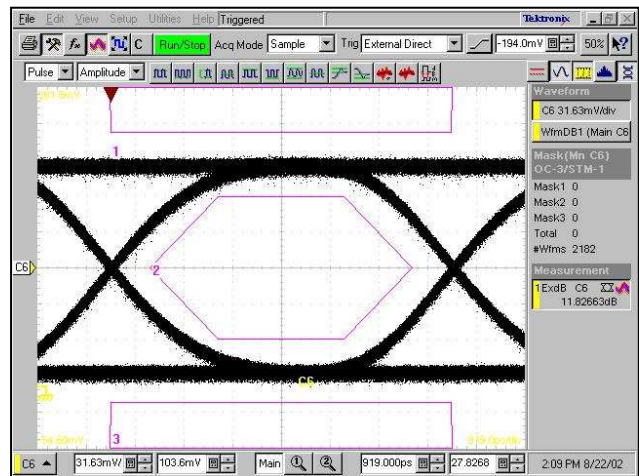 File Edit View Setup Utilities Help Triggered Tektronix
C Run/Stop Acq Mode Sample Trig External Direct -194.0mV 50%
Pulse Amplitude
Waveform
C6 31.63mV/div
WfmDB1 (Main C6
Mask(Mn C6)
OC-3/STM-1
Mask1 0
Mask2 0
Mask3 0
Total 0
#Wfms 2182
Measurement
1 ExdB C6
11.82663dB
1
2
C6
C6
3
C6 31.63mV/ 103.6mV Main 919.000ps 27.8268 2:09 PM 8/22/02